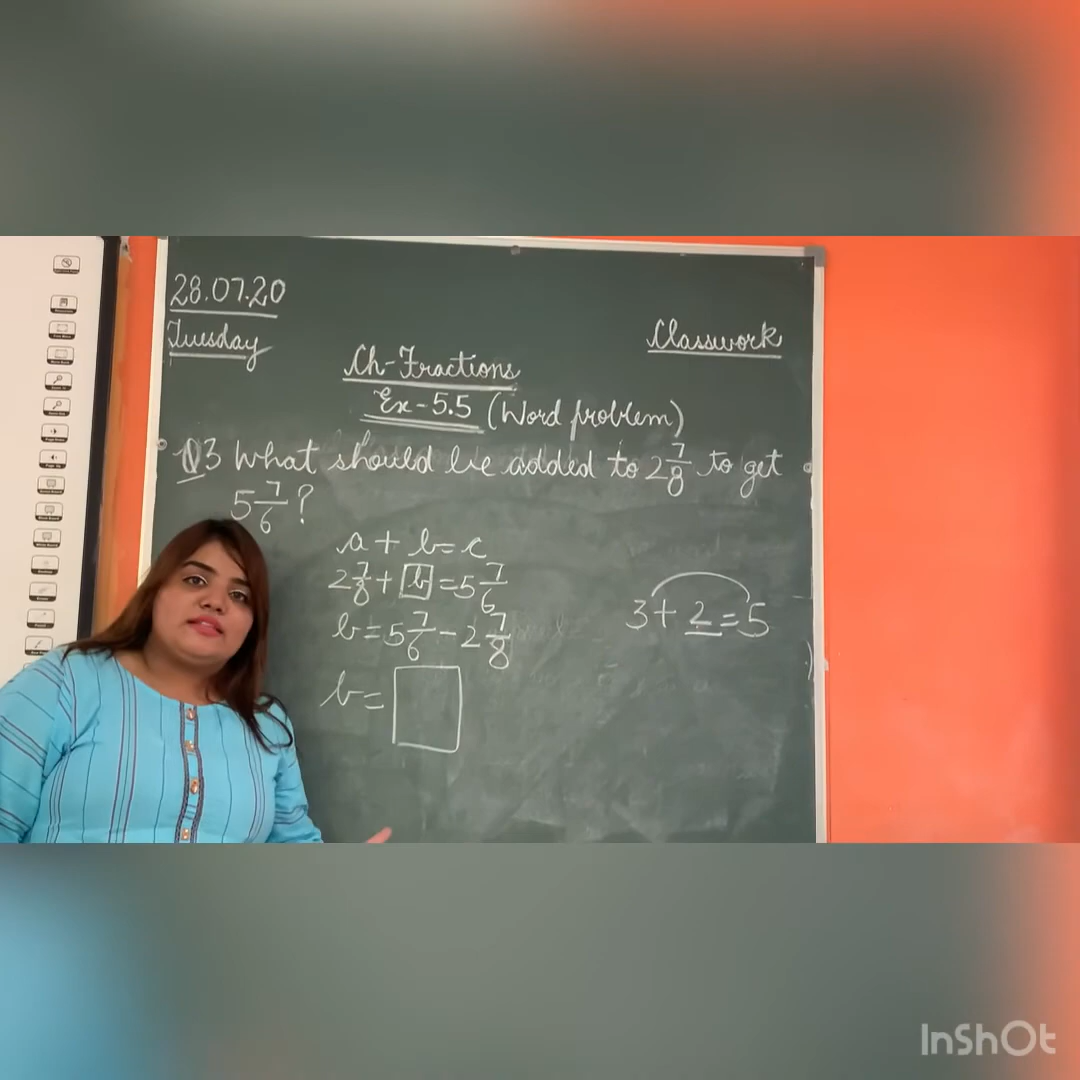 28.07.20
Tuesday
Classwork
Ch-Fractions
Ex-5.5 (Word problem)
Q3 What should be added to 2 7/8 to get
5 7/6?
a + b = c
2 7/8 + b = 5 7/6
b = 5 7/6 - 2 7/8
b =
3 + 2 = 5
InShOt